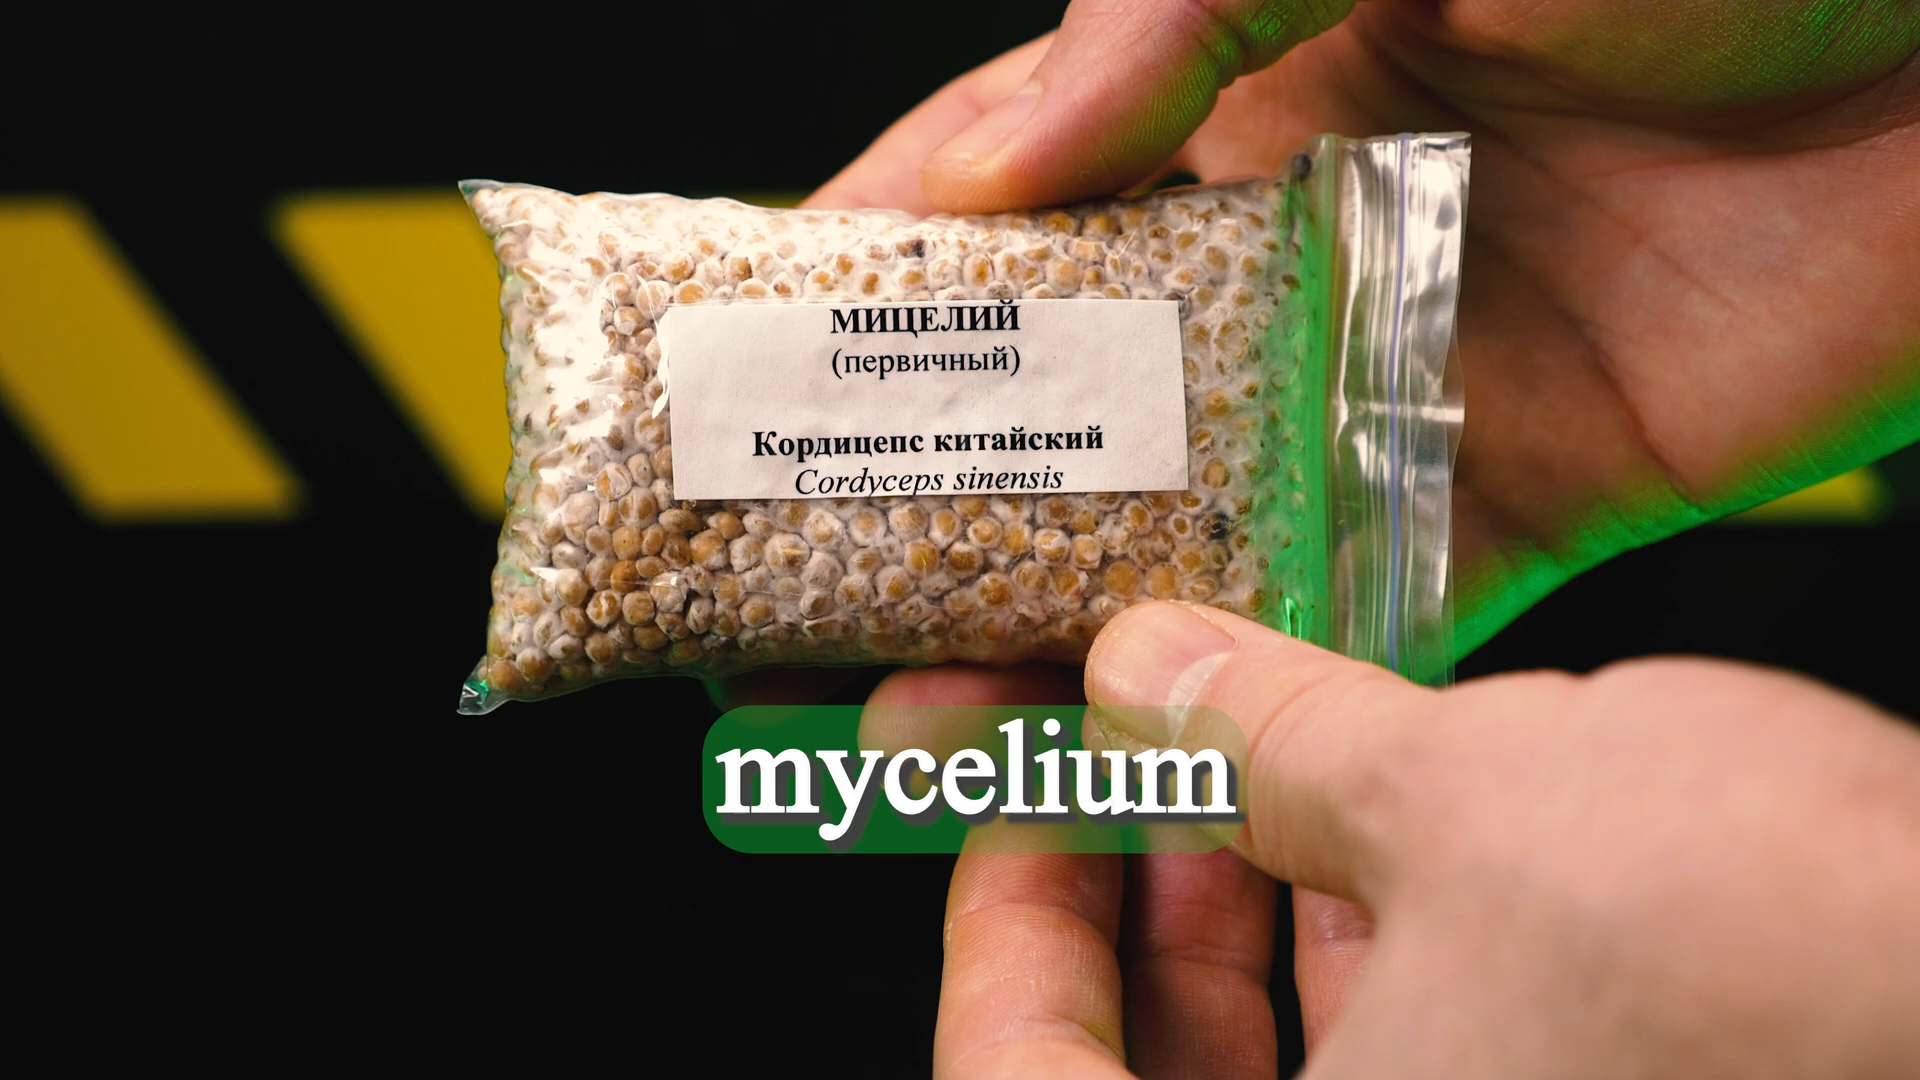 МИЦЕЛИЙ
(первичный)
Кордицепс китайский
Cordyceps sinensis
mycelium